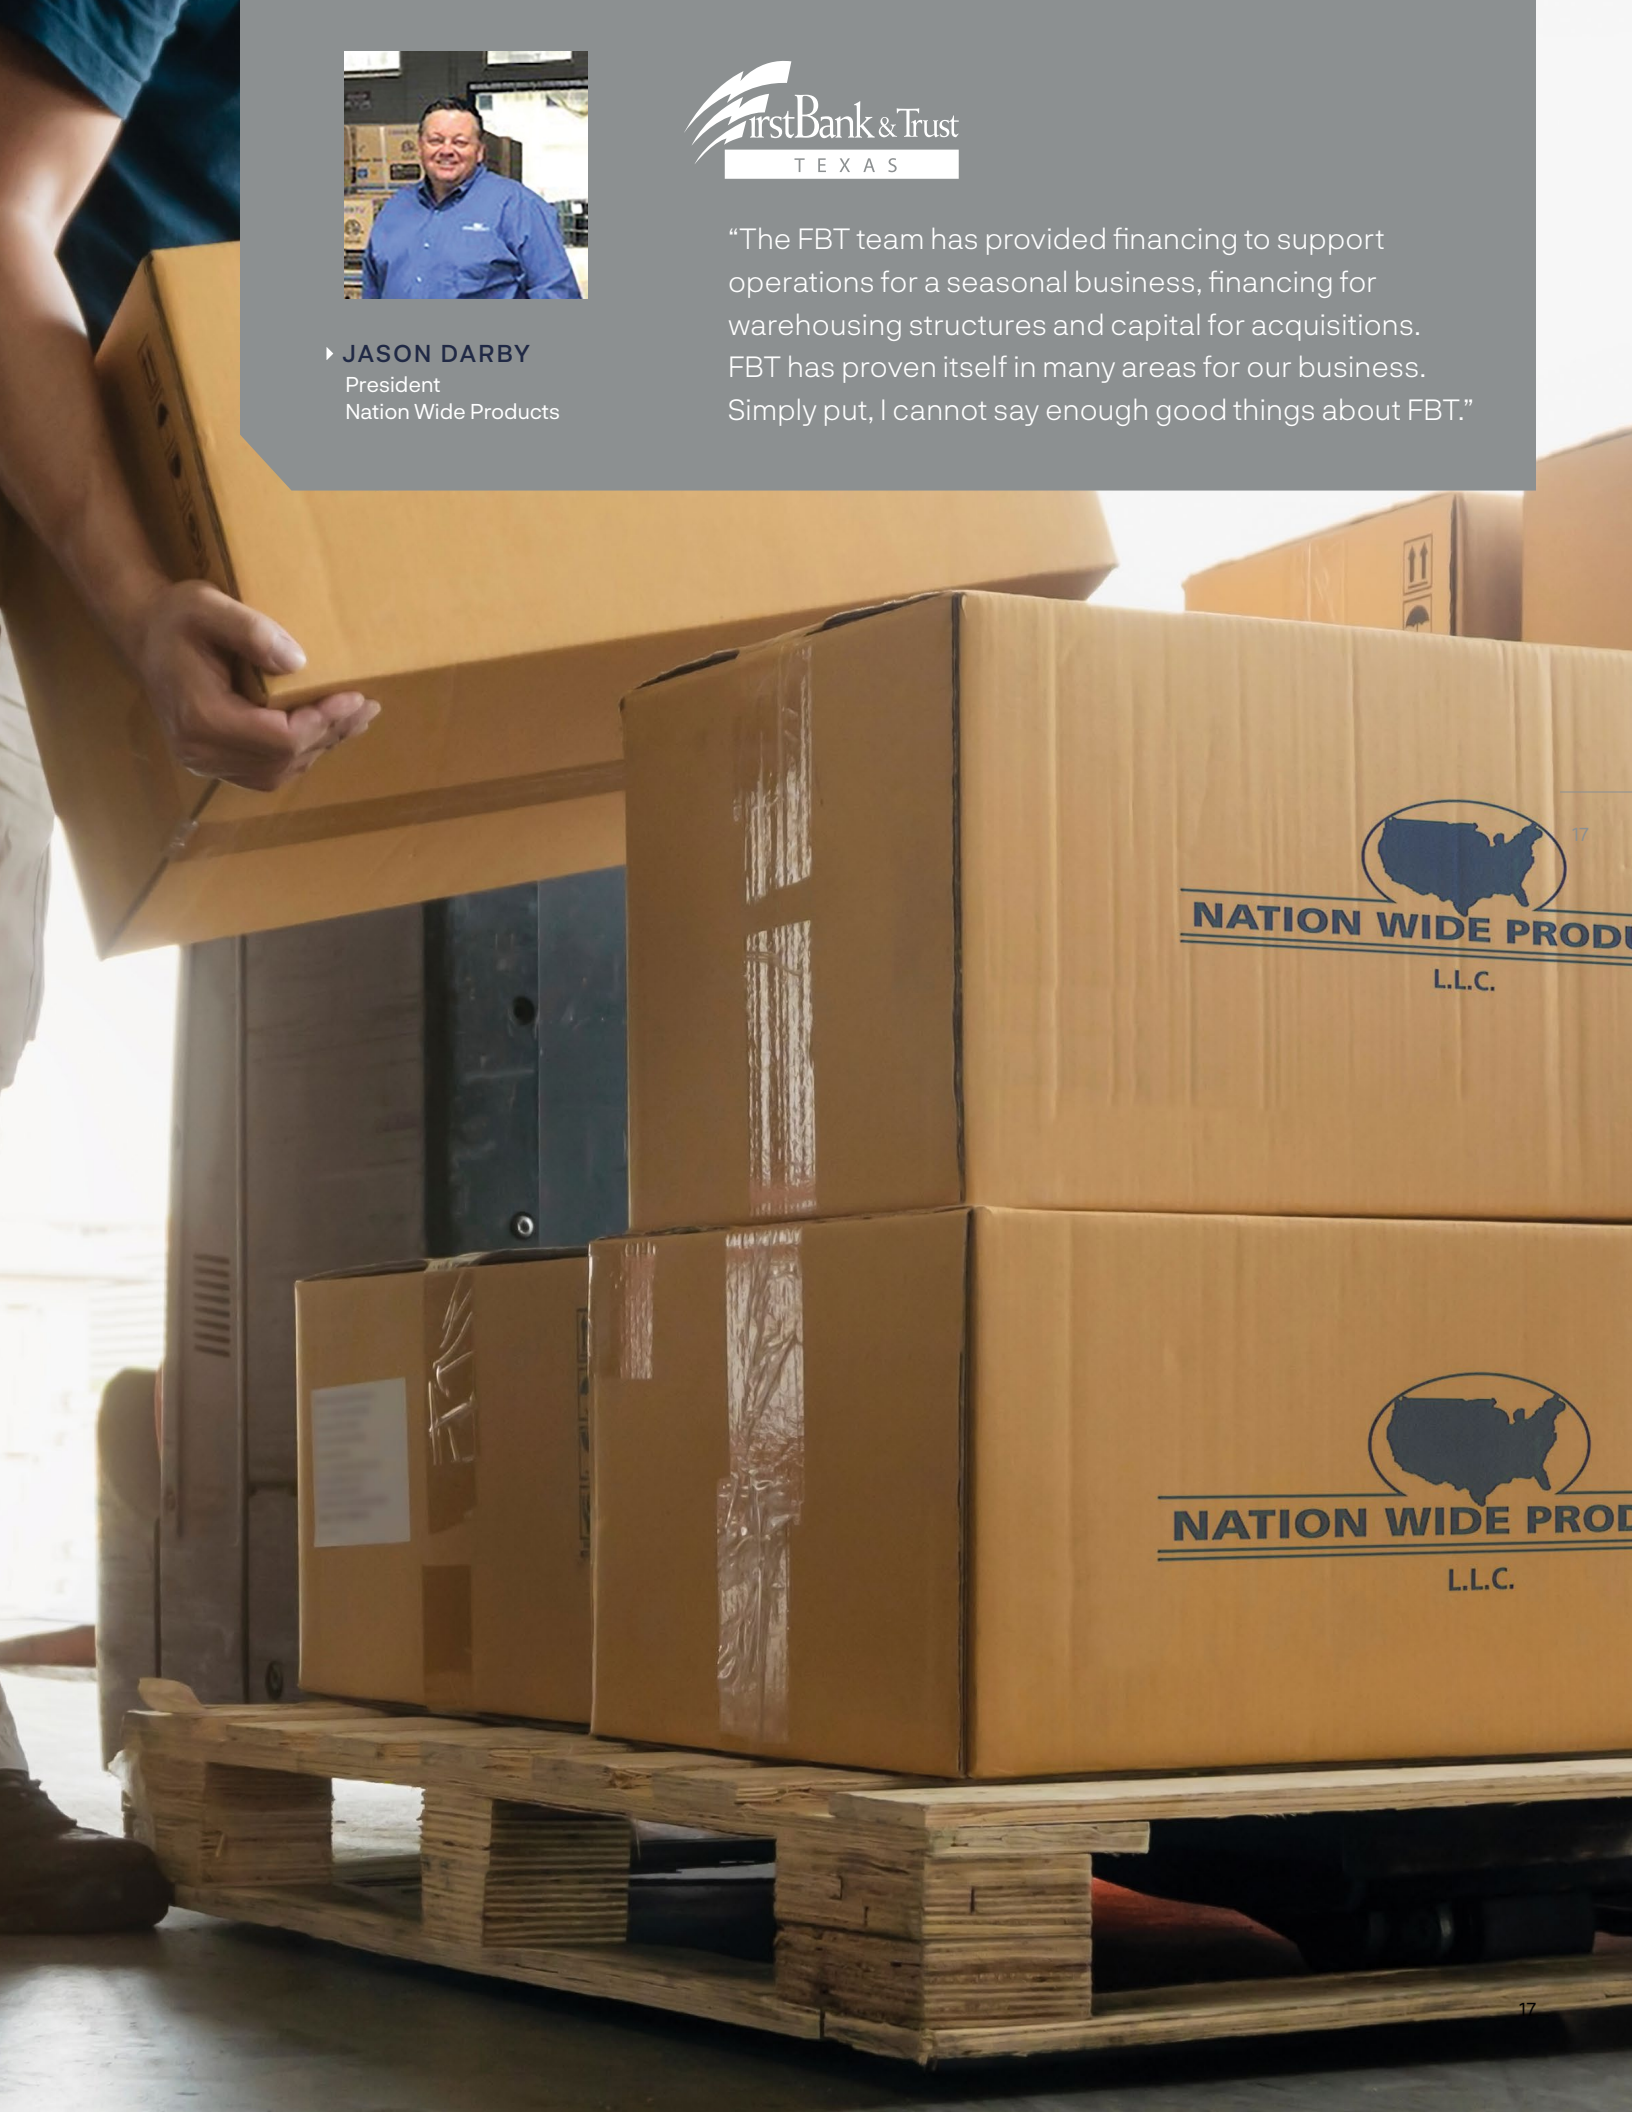 FirstBank & Trust
TEXAS
“The FBT team has provided financing to support
operations for a seasonal business, financing for
warehousing structures and capital for acquisitions.
FBT has proven itself in many areas for our business.
Simply put, I cannot say enough good things about FBT.”
JASON DARBY
President
Nation Wide Products
17
NATION WIDE PRODU
L.L.C.
NATION WIDE PROD
L.L.C.
17